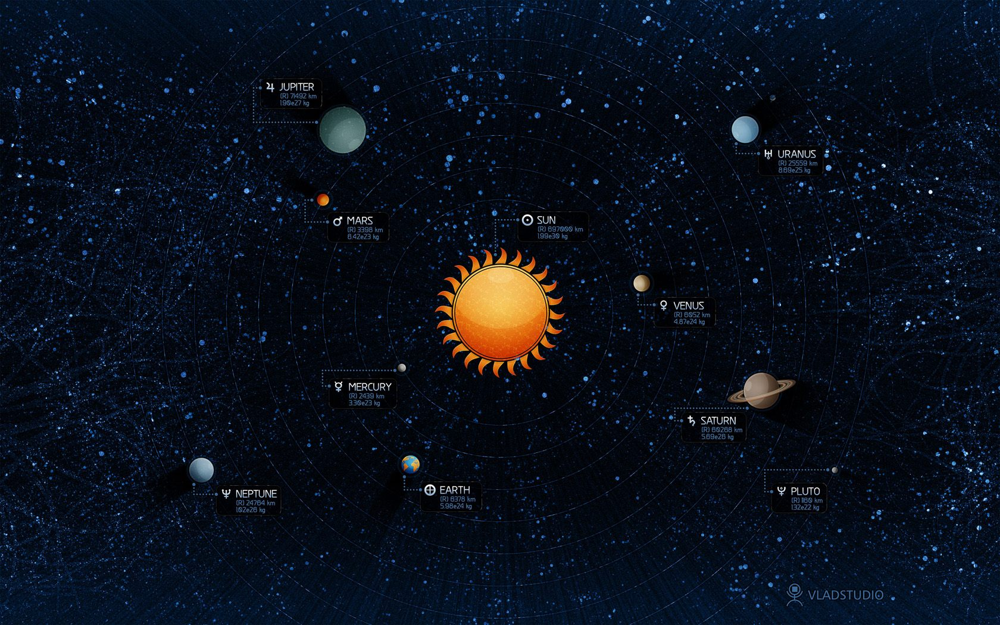 JUPITER
(R) 71492 km
1.90e27 kg
URANUS
(R) 25559 km
8.69e25 kg
MARS
(R) 3398 km
6.42e23 kg
SUN
(R) 697000 km
1.99e30 kg
VENUS
(R) 6052 km
4.87e24 kg
MERCURY
(R) 2439 km
3.30e23 kg
SATURN
(R) 60268 km
5.69e26 kg
NEPTUNE
(R) 24764 km
1.02e26 kg
EARTH
(R) 6378 km
5.98e24 kg
PLUTO
(R) 1160 km
1.32e22 kg
VLADSTUDIO